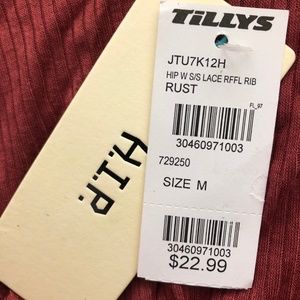 TILLYS
JTU7K12H
HIP W S/S LACE RFFL RIB
RUST
FL_97
30460971003
729250
SIZE M
30460971003
$22.99
H.I.P.